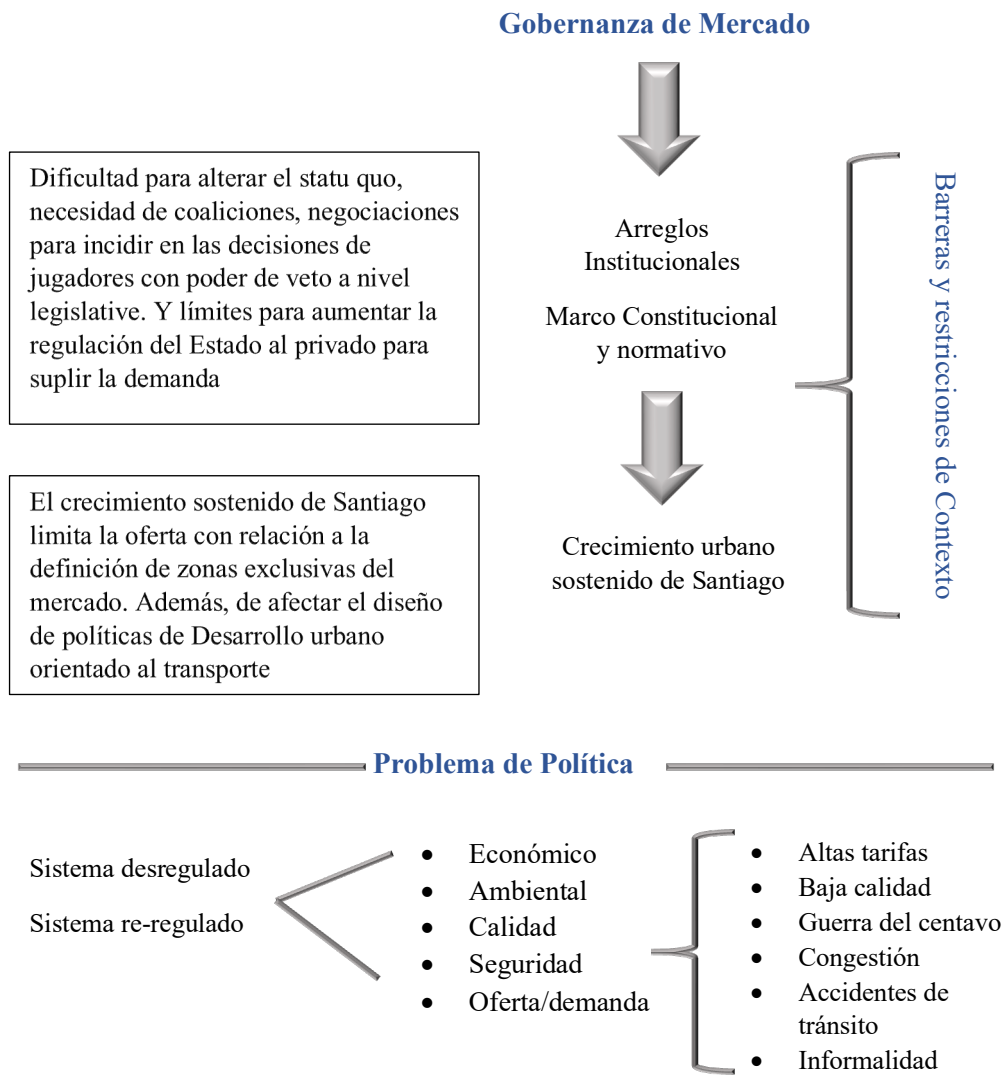 Gobernanza de Mercado
Dificultad para alterar el statu quo,
necesidad de coaliciones, negociaciones
para incidir en las decisiones de
jugadores con poder de veto a nivel
legislative. Y límites para aumentar la
regulación del Estado al privado para
suplir la demanda
Arreglos
Institucionales
Marco Constitucional
y normativo
Barreras y restricciones de Contexto
El crecimiento sostenido de Santiago
limita la oferta con relación a la
definición de zonas exclusivas del
mercado. Además, de afectar el diseño
de políticas de Desarrollo urbano
orientado al transporte
Crecimiento urbano
sostenido de Santiago
Problema de Política
Sistema desregulado
Sistema re-regulado
• Económico
• Ambiental
• Calidad
• Seguridad
• Oferta/demanda
• Altas tarifas
• Baja calidad
• Guerra del centavo
• Congestión
• Accidentes de
tránsito
• Informalidad